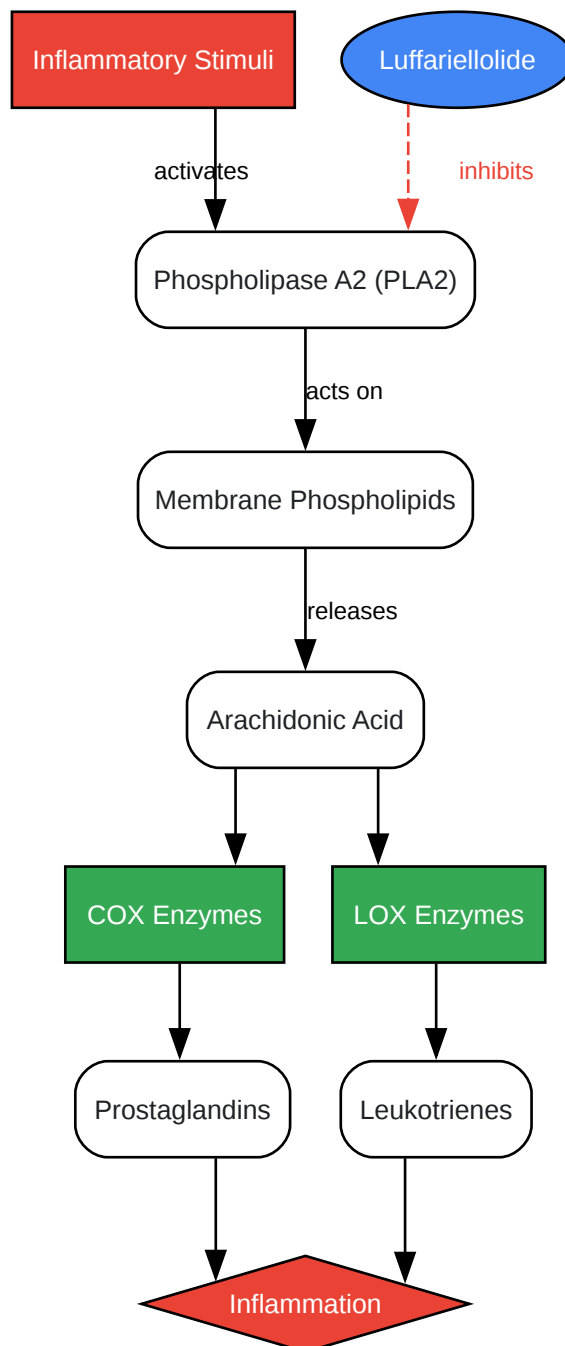 Inflammatory Stimuli
Luffariellolide
activates
inhibits
Phospholipase A2 (PLA2)
acts on
Membrane Phospholipids
releases
Arachidonic Acid
COX Enzymes
LOX Enzymes
Prostaglandins
Leukotrienes
Inflammation